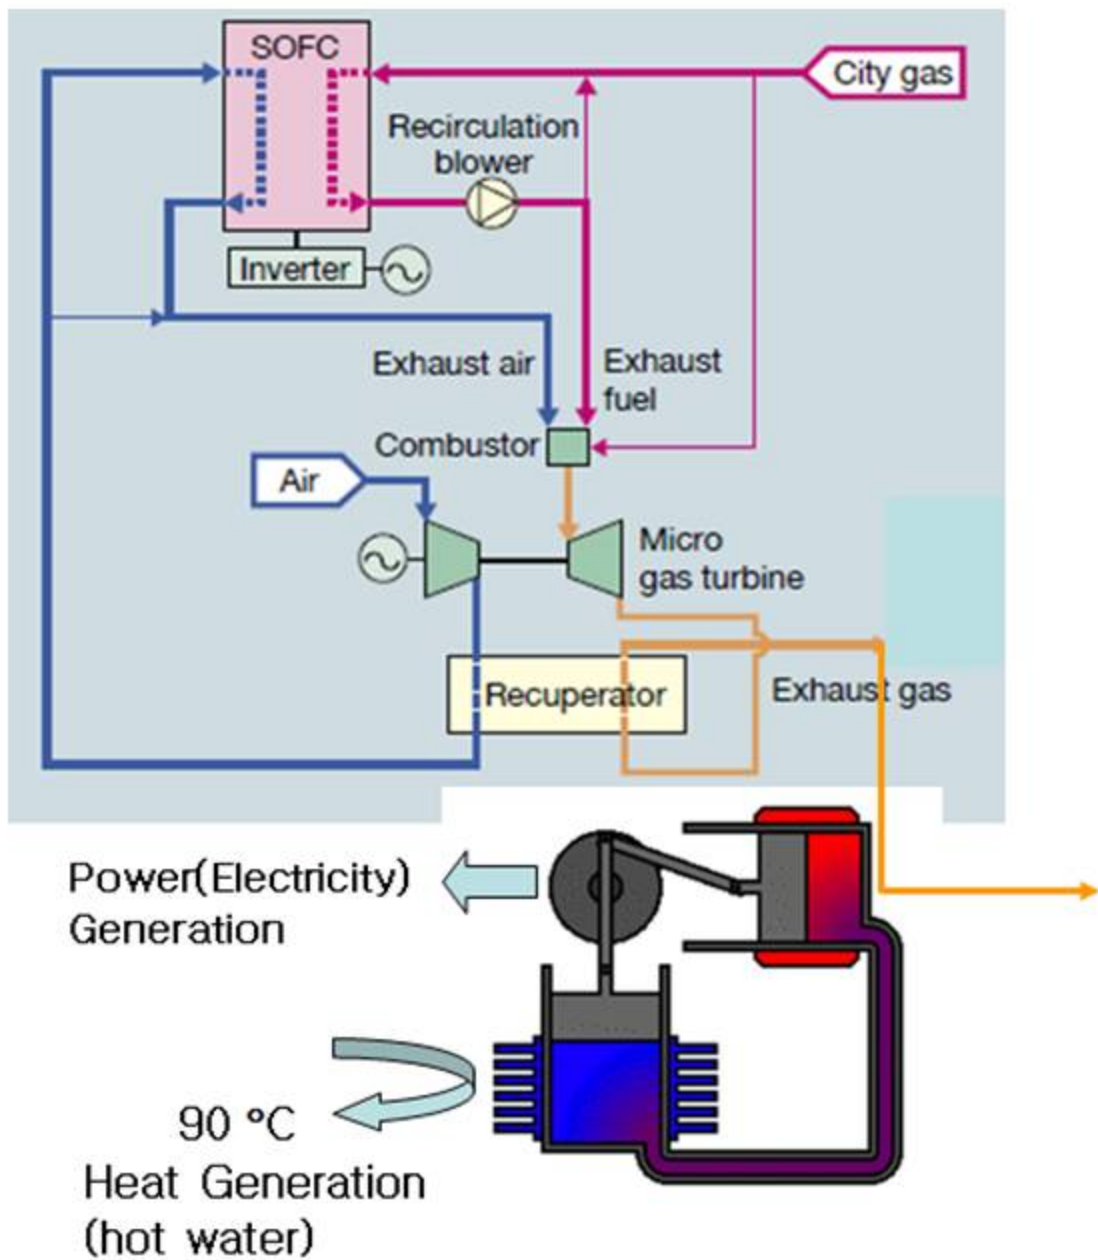 SOFC
City gas
Recirculation
blower
Inverter
Exhaust air
Exhaust
fuel
Combustor
Air
Micro
gas turbine
Recuperator
Exhaust gas
Power(Electricity)
Generation
90 °C
Heat Generation
(hot water)